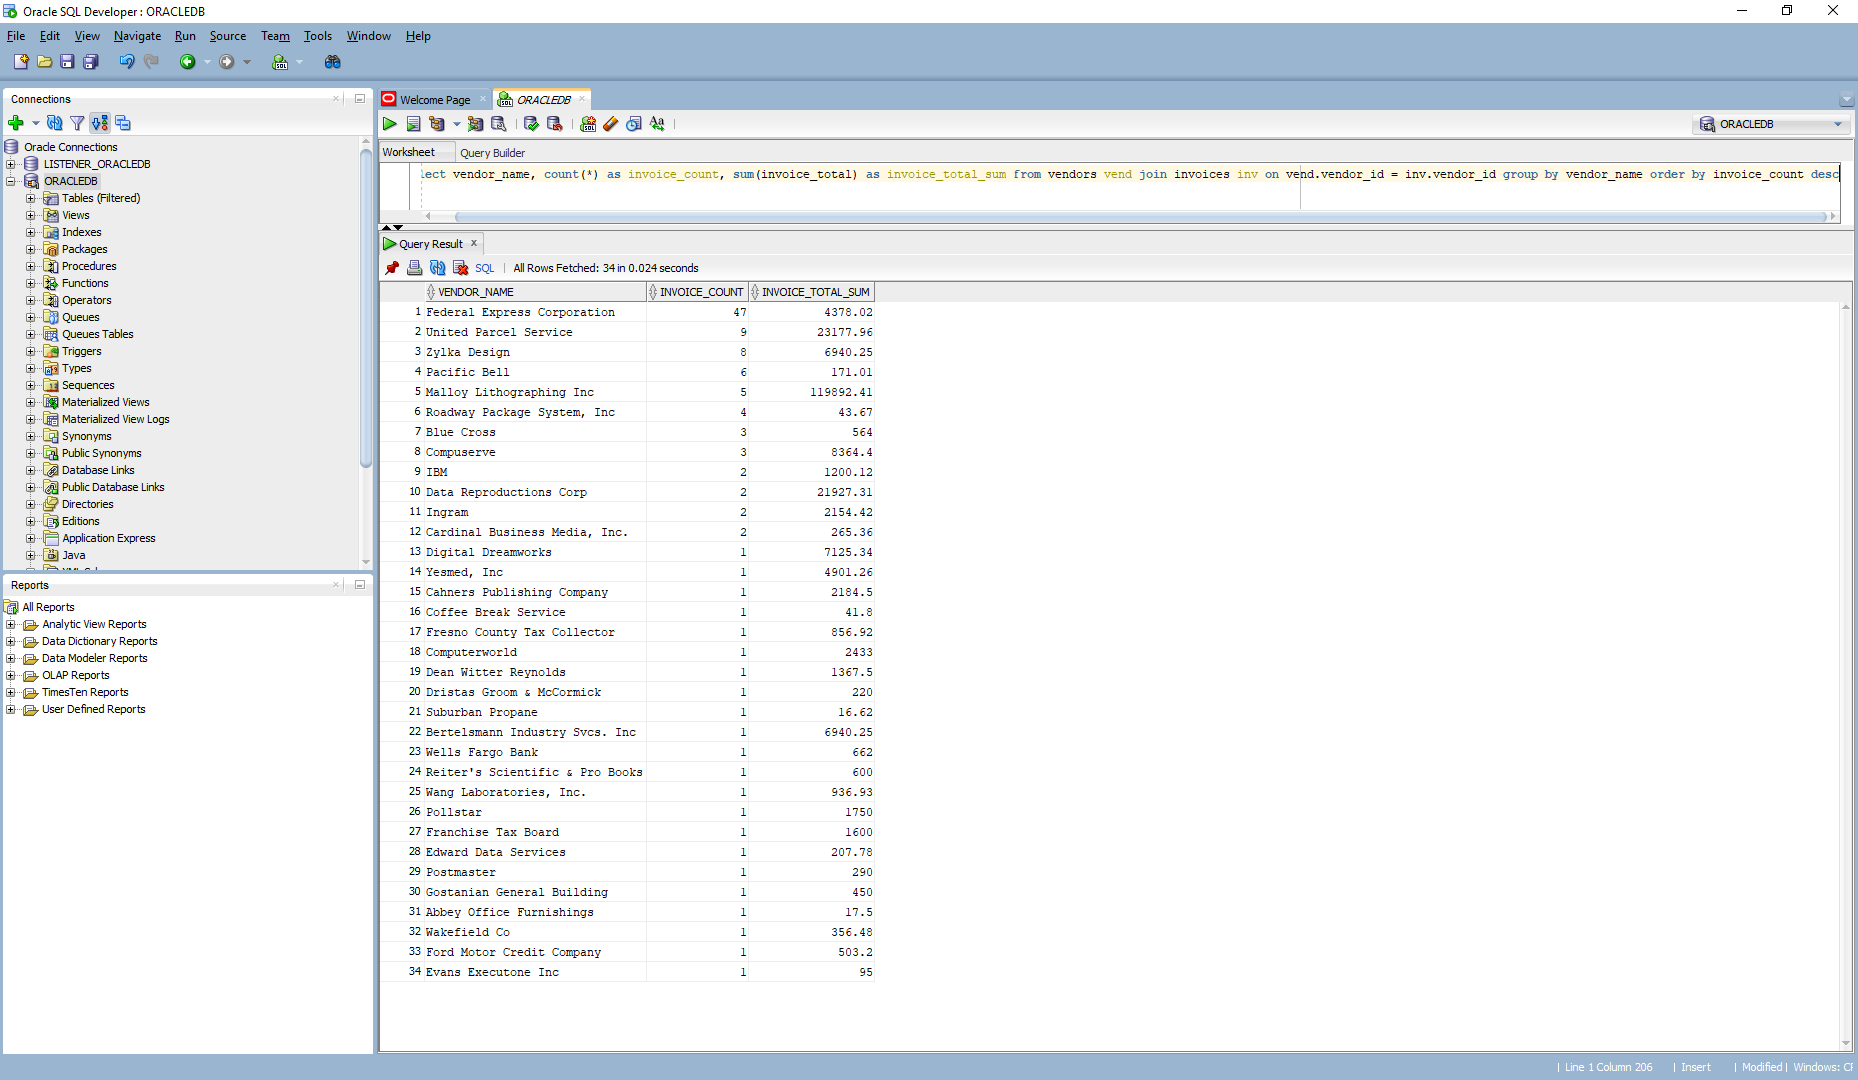 Oracle SQL Developer : ORACLEDB
File Edit View Navigate Run Source Team Tools Window Help
Connections
Oracle Connections
LISTENER_ORACLEDB
ORACLEDB
Tables (Filtered)
Views
Indexes
Packages
Procedures
Functions
Operators
Queues
Queues Tables
Triggers
Types
Sequences
Materialized Views
Materialized View Logs
Synonyms
Public Synonyms
Database Links
Public Database Links
Directories
Editions
Application Express
Java
Reports
All Reports
Analytic View Reports
Data Dictionary Reports
Data Modeler Reports
OLAP Reports
TimesTen Reports
User Defined Reports
Welcome Page ORACLEDB
ORACLEDB
Worksheet Query Builder
lect vendor_name, count(*) as invoice_count, sum(invoice_total) as invoice_total_sum from vendors vend join invoices inv on vend.vendor_id = inv.vendor_id group by vendor_name order by invoice_count desc
Query Result
SQL All Rows Fetched: 34 in 0.024 seconds
VENDOR_NAME INVOICE_COUNT INVOICE_TOTAL_SUM
1 Federal Express Corporation 47 4378.02
2 United Parcel Service 9 23177.96
3 Zylka Design 8 6940.25
4 Pacific Bell 6 171.01
5 Malloy Lithographing Inc 5 119892.41
6 Roadway Package System, Inc 4 43.67
7 Blue Cross 3 564
8 Compuserve 3 8364.4
9 IBM 2 1200.12
10 Data Reproductions Corp 2 21927.31
11 Ingram 2 2154.42
12 Cardinal Business Media, Inc. 2 265.36
13 Digital Dreamworks 1 7125.34
14 Yesmed, Inc 1 4901.26
15 Cahners Publishing Company 1 2184.5
16 Coffee Break Service 1 41.8
17 Fresno County Tax Collector 1 856.92
18 Computerworld 1 2433
19 Dean Witter Reynolds 1 1367.5
20 Dristas Groom & McCormick 1 220
21 Suburban Propane 1 16.62
22 Bertelsmann Industry Svcs. Inc 1 6940.25
23 Wells Fargo Bank 1 662
24 Reiter's Scientific & Pro Books 1 600
25 Wang Laboratories, Inc. 1 936.93
26 Pollstar 1 1750
27 Franchise Tax Board 1 1600
28 Edward Data Services 1 207.78
29 Postmaster 1 290
30 Gostanian General Building 1 450
31 Abbey Office Furnishings 1 17.5
32 Wakefield Co 1 356.48
33 Ford Motor Credit Company 1 503.2
34 Evans Executone Inc 1 95
Line 1 Column 206 | Insert | Modified | Windows: